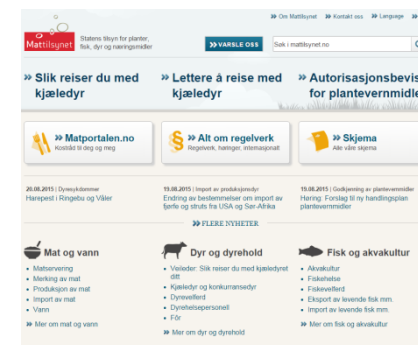 » Om Mattilsynet » Kontakt oss » Language
Mattilsynet
Statens tilsyn for planter,
fisk, dyr og næringsmidler
» VARSLE OSS
Søk i mattilsynet.no
» Slik reiser du med
kjæledyr
» Lettere å reise med
kjæledyr
» Autorisasjonsbevis
for plantevernmidle
» Matportalen.no
Kostråd til deg og meg
» Alt om regelverk
Regelverk, høringer, internasjonalt
» Skjema
Alle våre skjema
20.08.2015 | Dyresykdommer
Harepest i Ringebu og Våler
19.08.2015 | Import av produksjonsdyr
Endring av bestemmelser om import av
fjørfe og struts fra USA og Sør-Afrika
19.08.2015 | Godkjenning av plantevernmidler
Høring: Forslag til ny handlingsplan
plantevernmidler
» FLERE NYHETER
Mat og vann
• Matservering
• Merking av mat
• Produksjon av mat
• Import av mat
• Vann
» Mer om mat og vann
Dyr og dyrehold
• Veileder: Slik reiser du med kjæledyret
ditt
• Kjæledyr og konkurransedyr
• Dyrevelferd
• Dyrehelsepersonell
• Fôr
» Mer om dyr og dyrehold
Fisk og akvakultur
• Akvakultur
• Fiskehelse
• Fiskevelferd
• Eksport av levende fisk mm.
• Import av levende fisk mm.
» Mer om fisk og akvakultur